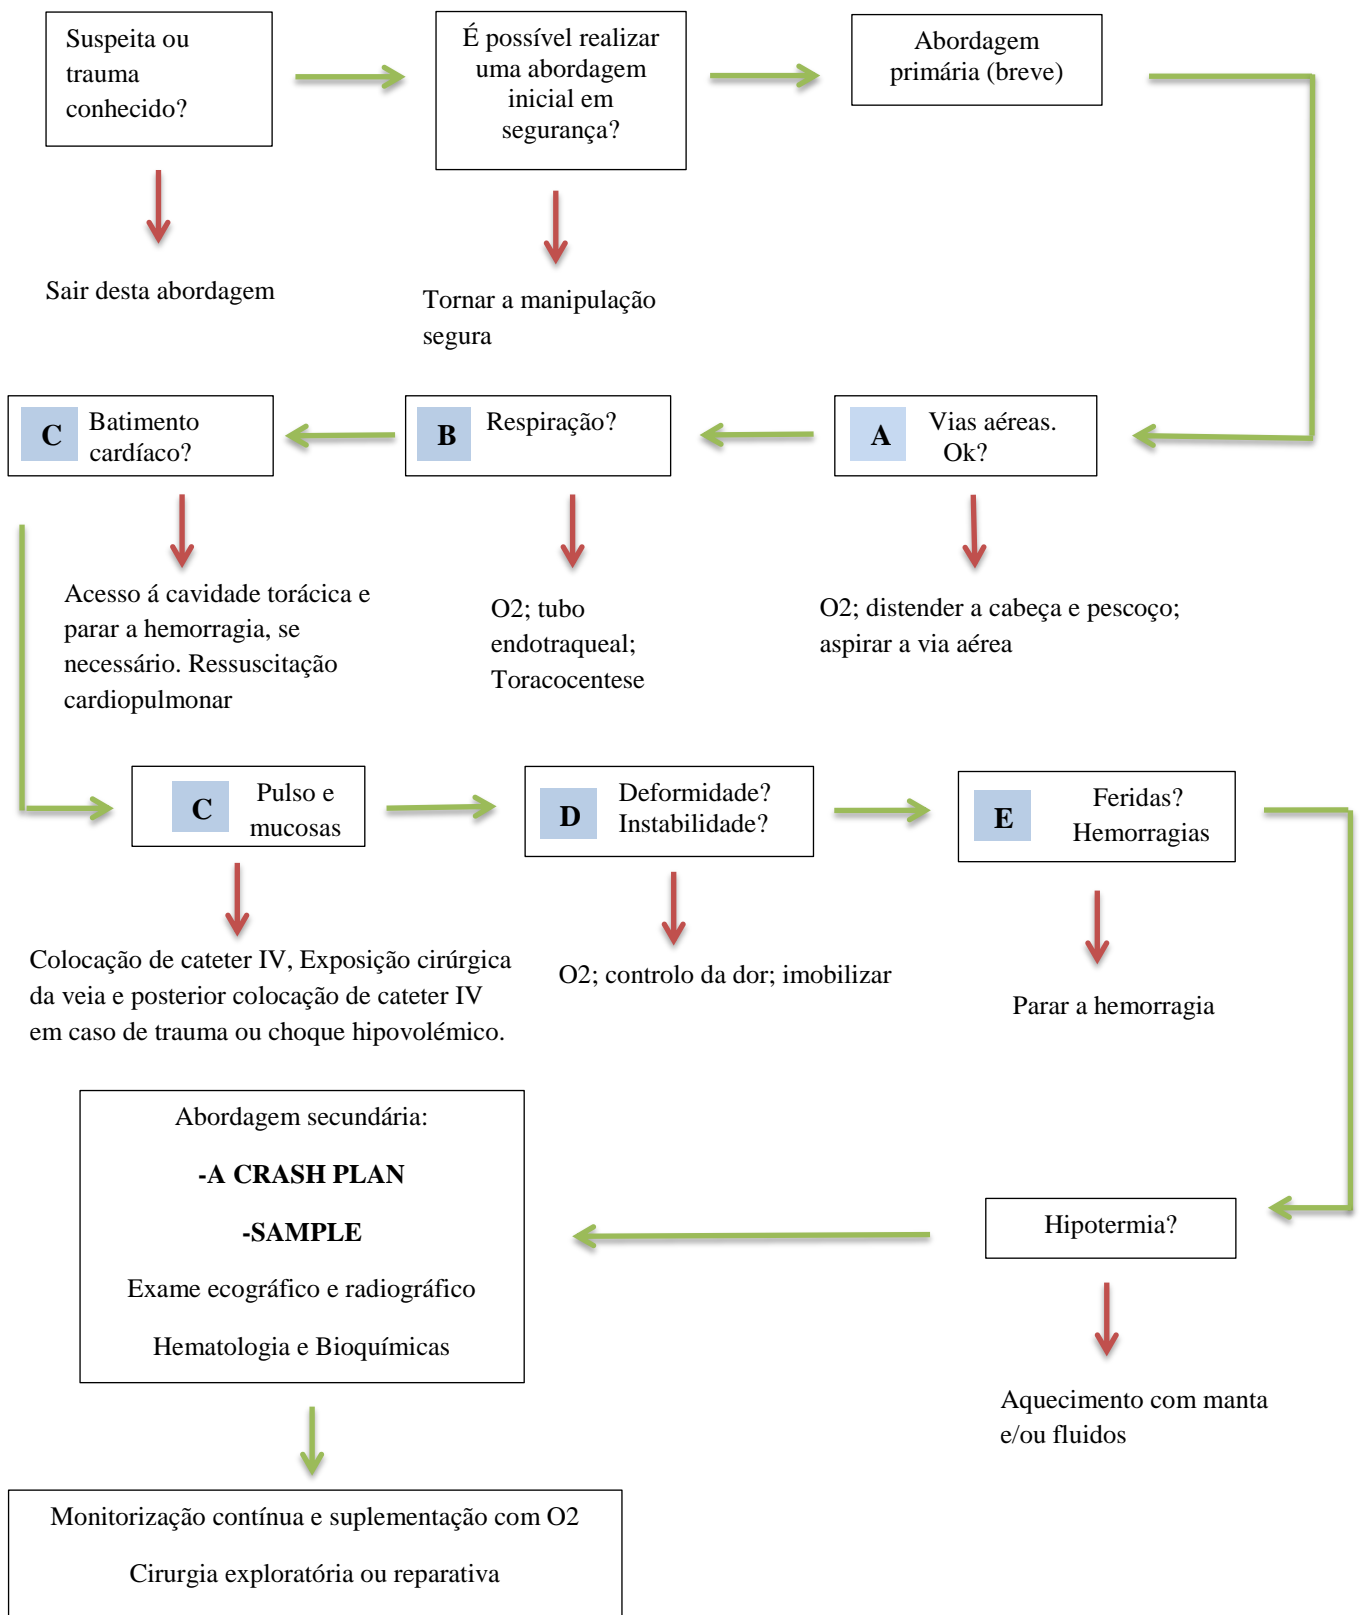 Suspeita ou
trauma
conhecido?
É possível realizar
uma abordagem
inicial em
segurança?
Abordagem
primária (breve)
Sair desta abordagem
Tornar a manipulação
segura
C
Batimento
cardíaco?
B
Respiração?
A
Vias aéreas.
Ok?
Acesso á cavidade torácica e
parar a hemorragia, se
necessário. Ressuscitação
cardiopulmonar
O2; tubo
endotraqueal;
Toracocentese
O2; distender a cabeça e pescoço;
aspirar a via aérea
C
Pulso e
mucosas
D
Deformidade?
Instabilidade?
E
Feridas?
Hemorragias
Colocação de cateter IV, Exposição cirúrgica
da veia e posterior colocação de cateter IV
em caso de trauma ou choque hipovolémico.
O2; controlo da dor; imobilizar
Parar a hemorragia
Abordagem secundária:
-A CRASH PLAN
-SAMPLE
Exame ecográfico e radiográfico
Hematologia e Bioquímicas
Hipotermia?
Aquecimento com manta
e/ou fluidos
Monitorização contínua e suplementação com O2
Cirurgia exploratória ou reparativa